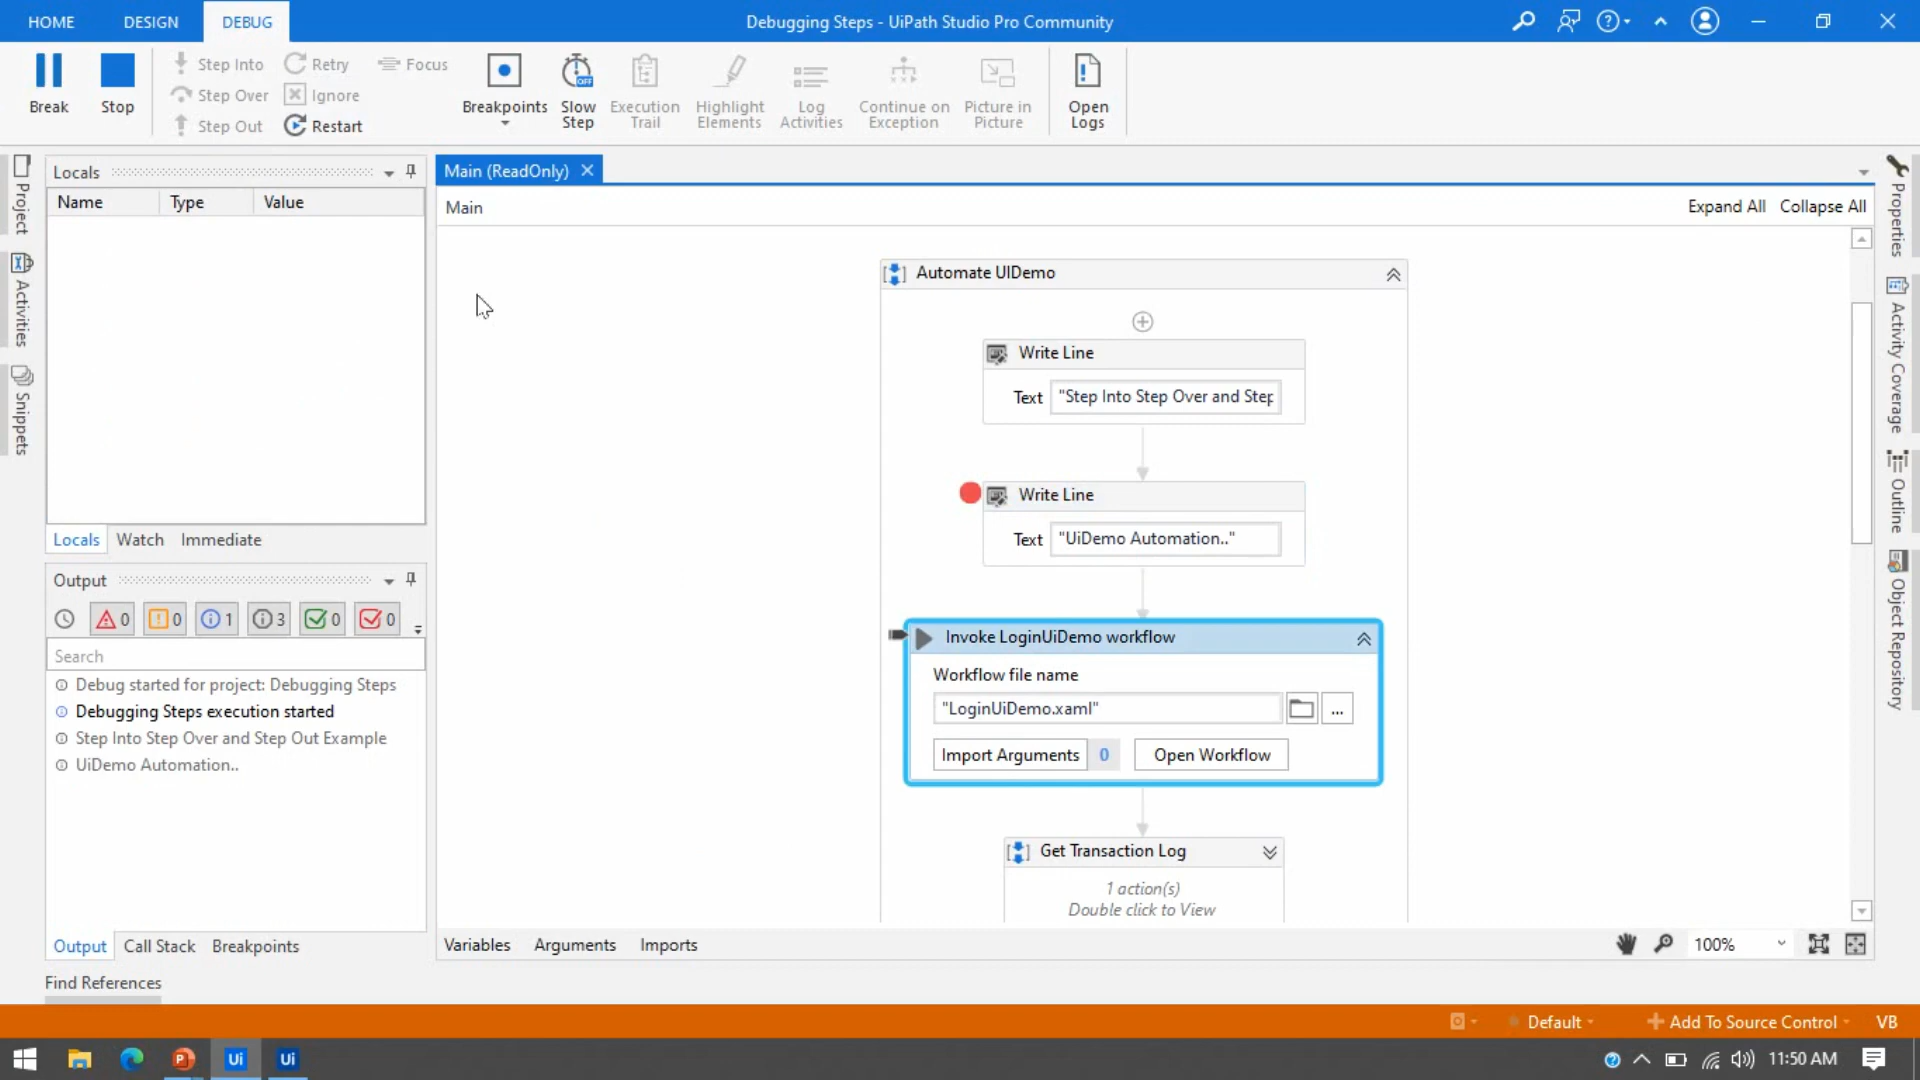 HOME
DESIGN
DEBUG
Debugging Steps - UiPath Studio Pro Community
Break
Stop
Step Into
Step Over
Step Out
Retry
Ignore
Restart
Focus
Breakpoints
Slow
Step
OFF
Execution
Trail
Highlight
Elements
Log
Activities
Continue on
Exception
Picture in
Picture
Open
Logs
Project
Activities
Snippets
Locals
Name
Type
Value
Locals
Watch
Immediate
Output
0
0
1
3
0
0
Search
Debug started for project: Debugging Steps
Debugging Steps execution started
Step Into Step Over and Step Out Example
UiDemo Automation..
Output
Call Stack
Breakpoints
Find References
Main (ReadOnly)
Main
Expand All
Collapse All
Automate UIDemo
Write Line
Text
"Step Into Step Over and Step
Write Line
Text
"UiDemo Automation.."
Invoke LoginUiDemo workflow
Workflow file name
"LoginUiDemo.xaml"
...
Import Arguments
0
Open Workflow
Get Transaction Log
1 action(s)
Double click to View
Variables
Arguments
Imports
100%
Properties
Activity Coverage
Outline
Object Repository
Default
Add To Source Control
VB
Ui
Ui
11:50 AM